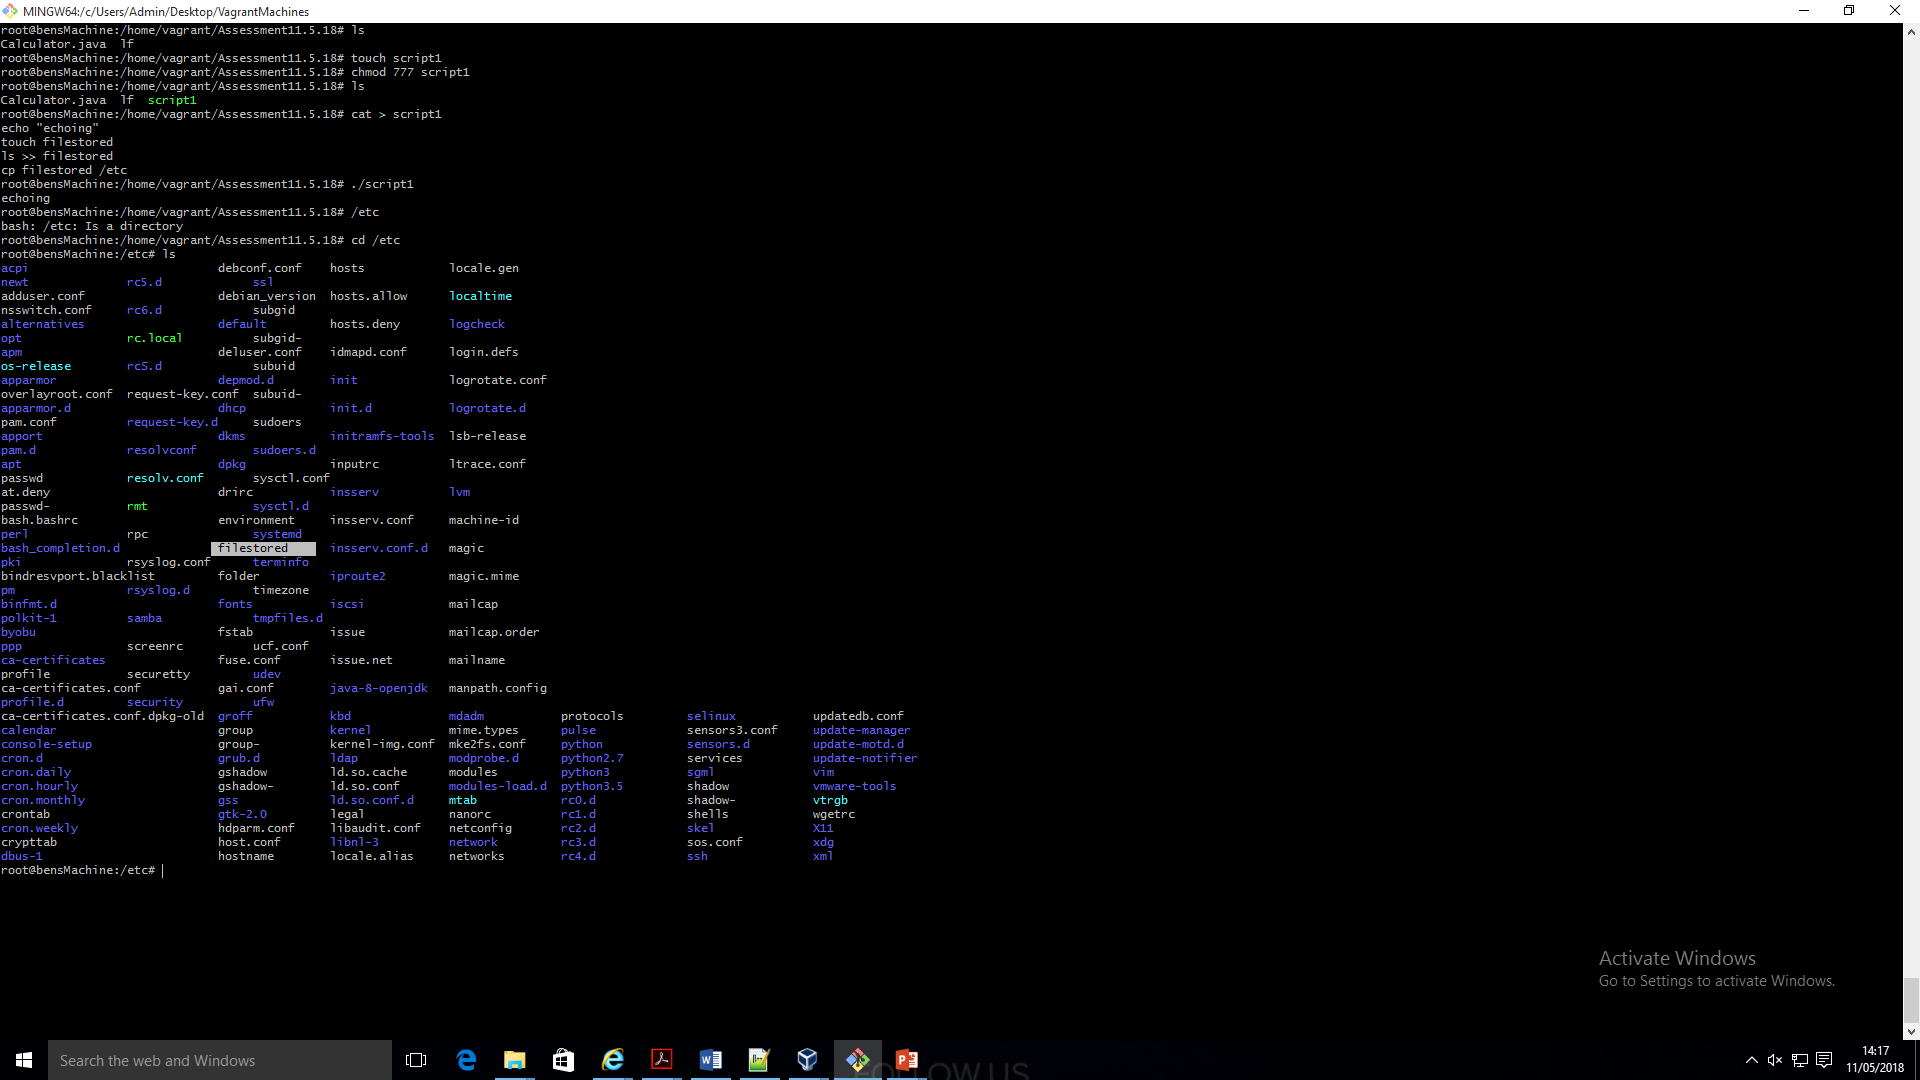 MINGW64:/c/Users/Admin/Desktop/VagrantMachines
root@bensMachine:/home/vagrant/Assessment11.5.18# ls
Calculator.java  lf
root@bensMachine:/home/vagrant/Assessment11.5.18# touch script1
root@bensMachine:/home/vagrant/Assessment11.5.18# chmod 777 script1
root@bensMachine:/home/vagrant/Assessment11.5.18# ls
Calculator.java  lf  script1
root@bensMachine:/home/vagrant/Assessment11.5.18# cat > script1
echo "echoing"
touch filestored
ls >> filestored
cp filestored /etc
root@bensMachine:/home/vagrant/Assessment11.5.18# ./script1
echoing
root@bensMachine:/home/vagrant/Assessment11.5.18# /etc
bash: /etc: Is a directory
root@bensMachine:/home/vagrant/Assessment11.5.18# cd /etc
root@bensMachine:/etc# ls
acpi debconf.conf hosts locale.gen
newt rc5.d ssl
adduser.conf debian_version hosts.allow localtime
nsswitch.conf rc6.d subgid
alternatives default hosts.deny logcheck
opt rc.local subgid-
apm deluser.conf idmapd.conf login.defs
os-release rcS.d subuid
apparmor depmod.d init logrotate.conf
overlayroot.conf request-key.conf subuid-
apparmor.d dhcp init.d logrotate.d
pam.conf request-key.d sudoers
apport dkms initramfs-tools lsb-release
pam.d resolvconf sudoers.d
apt dpkg inputrc ltrace.conf
passwd resolv.conf sysctl.conf
at.deny drirc insserv lvm
passwd- rmt sysctl.d
bash.bashrc environment insserv.conf machine-id
perl rpc systemd
bash_completion.d filestored insserv.conf.d magic
pki rsyslog.conf terminfo
bindresvport.blacklist folder iproute2 magic.mime
pm rsyslog.d timezone
binfmt.d fonts iscsi mailcap
polkit-1 samba tmpfiles.d
byobu fstab issue mailcap.order
ppp screenrc ucf.conf
ca-certificates fuse.conf issue.net mailname
profile securetty udev
ca-certificates.conf gai.conf java-8-openjdk manpath.config
profile.d security ufw
ca-certificates.conf.dpkg-old groff kbd mdadm protocols selinux updatedb.conf
calendar group kernel mime.types pulse sensors3.conf update-manager
console-setup group- kernel-img.conf mke2fs.conf python sensors.d update-motd.d
cron.d grub.d ldap modprobe.d python2.7 services update-notifier
cron.daily gshadow ld.so.cache modules python3 sgml vim
cron.hourly gshadow- ld.so.conf modules-load.d python3.5 shadow vmware-tools
cron.monthly gss ld.so.conf.d mtab rc0.d shadow- vtrgb
crontab gtk-2.0 legal nanorc rc1.d shells wgetrc
cron.weekly hdparm.conf libaudit.conf netconfig rc2.d skel X11
crypttab host.conf libnl-3 network rc3.d sos.conf xdg
dbus-1 hostname locale.alias networks rc4.d ssh xml
root@bensMachine:/etc#
Activate Windows
Go to Settings to activate Windows.
Search the web and Windows
FOLLOW US
14:17
11/05/2018